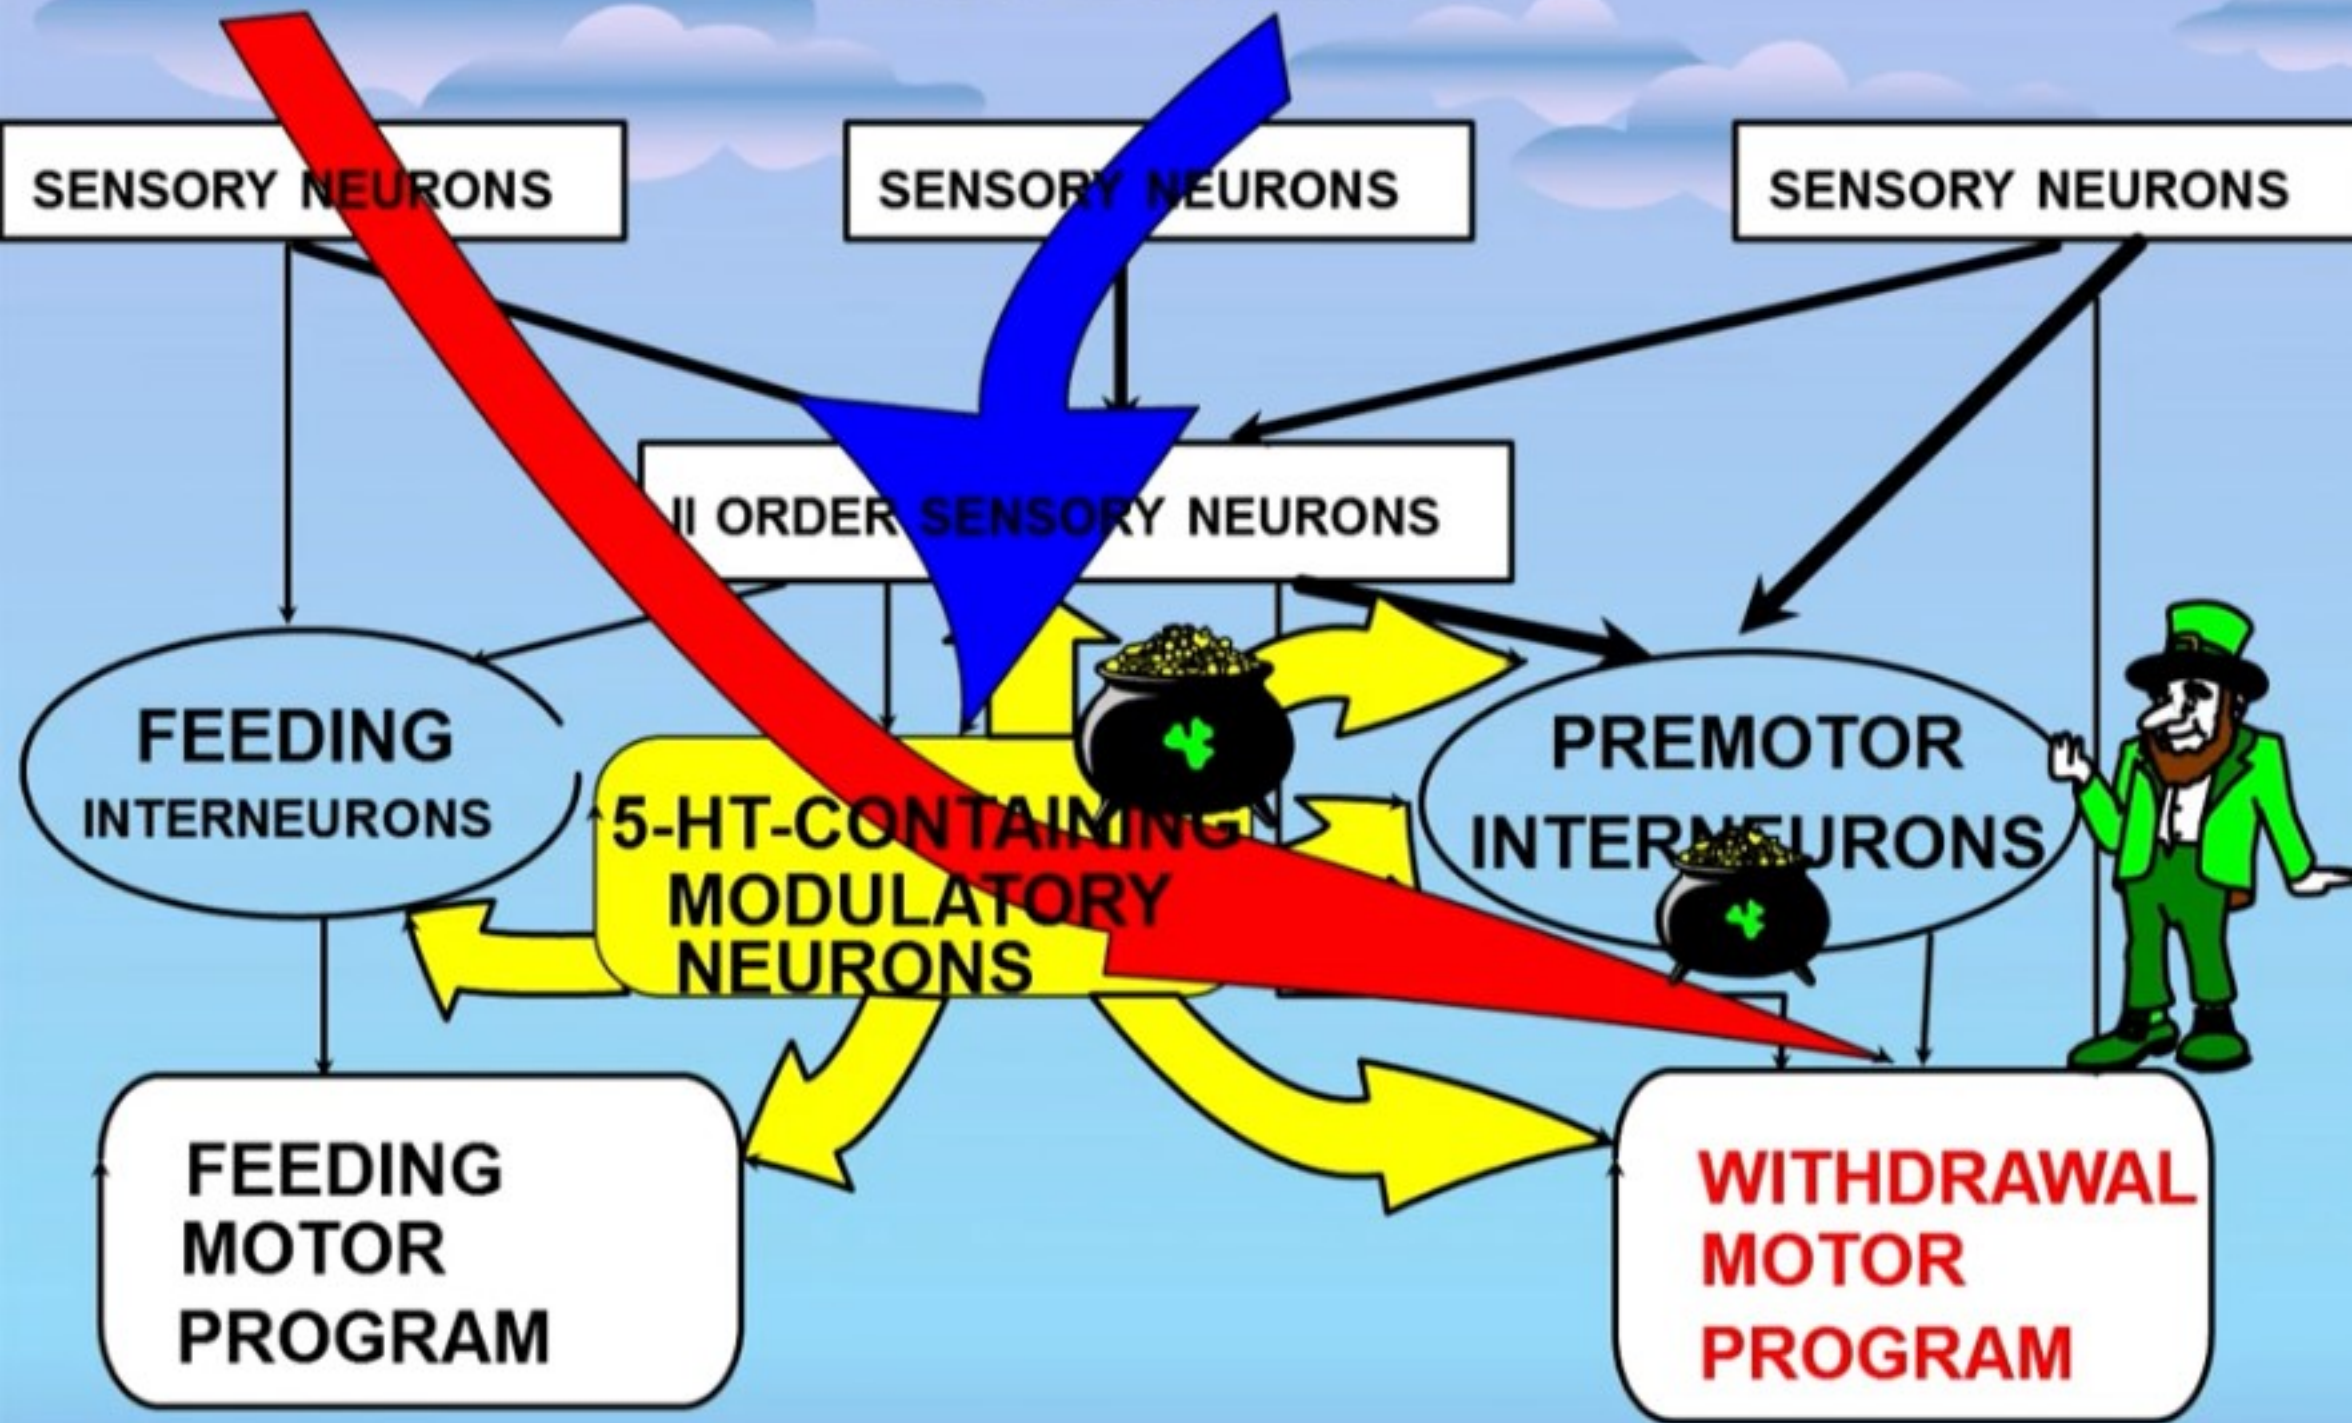 SENSORY NEURONS
SENSORY NEURONS
SENSORY NEURONS
II ORDER SENSORY NEURONS
FEEDING
INTERNEURONS
5-HT-CONTAINING
MODULATORY
NEURONS
PREMOTOR
INTERNEURONS
FEEDING
MOTOR
PROGRAM
WITHDRAWAL
MOTOR
PROGRAM